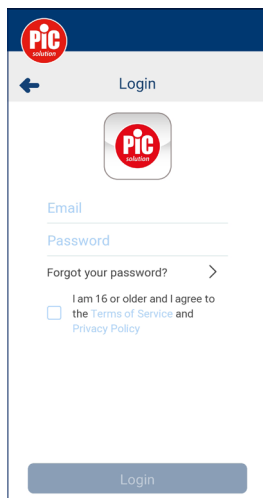 PiC
solution
Login
PiC
solution
Email
Password
Forgot your password?
I am 16 or older and I agree to
the Terms of Service and
Privacy Policy
Login